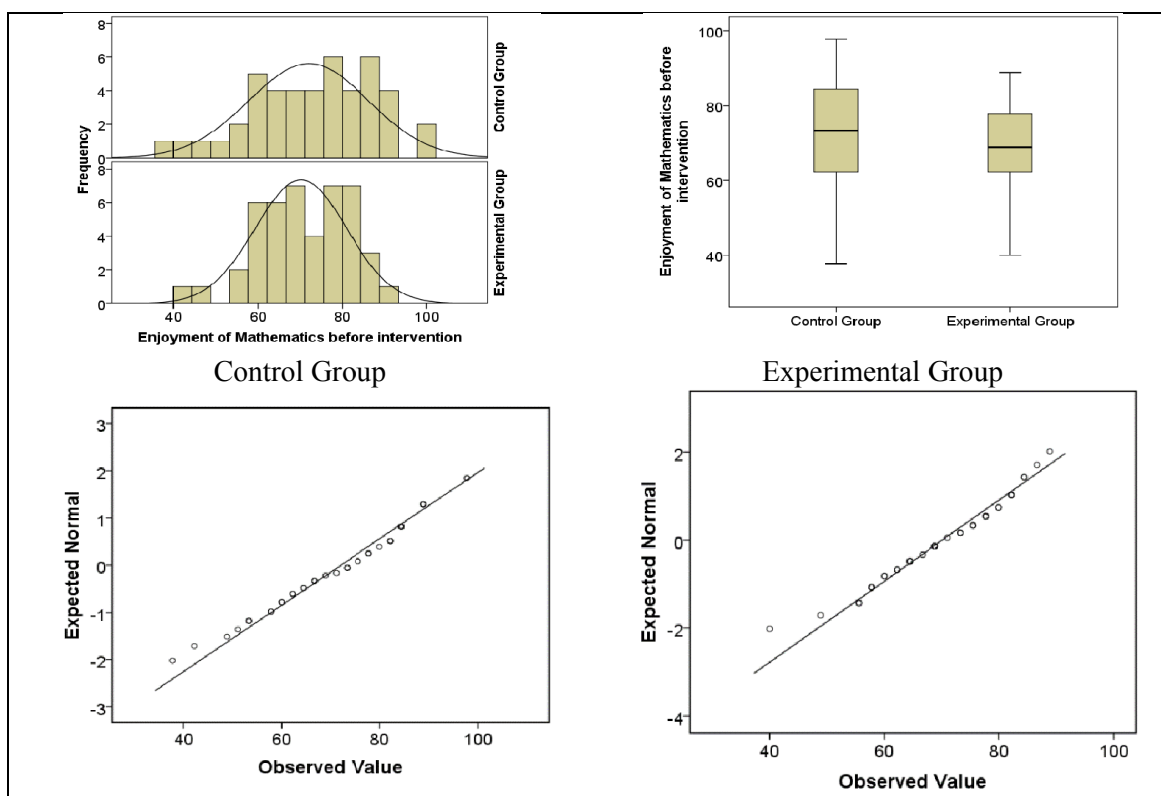 8
6
4
2
0
Control Group
8
6
4
2
0
Experimental Group
Frequency
40 60 80 100
Enjoyment of Mathematics before intervention
100
80
60
40
Enjoyment of Mathematics before
intervention
Control Group Experimental Group
Control Group
Experimental Group
3
2
1
0
-1
-2
-3
Expected Normal
40 60 80 100
Observed Value
2
0
-2
-4
Expected Normal
40 60 80 100
Observed Value